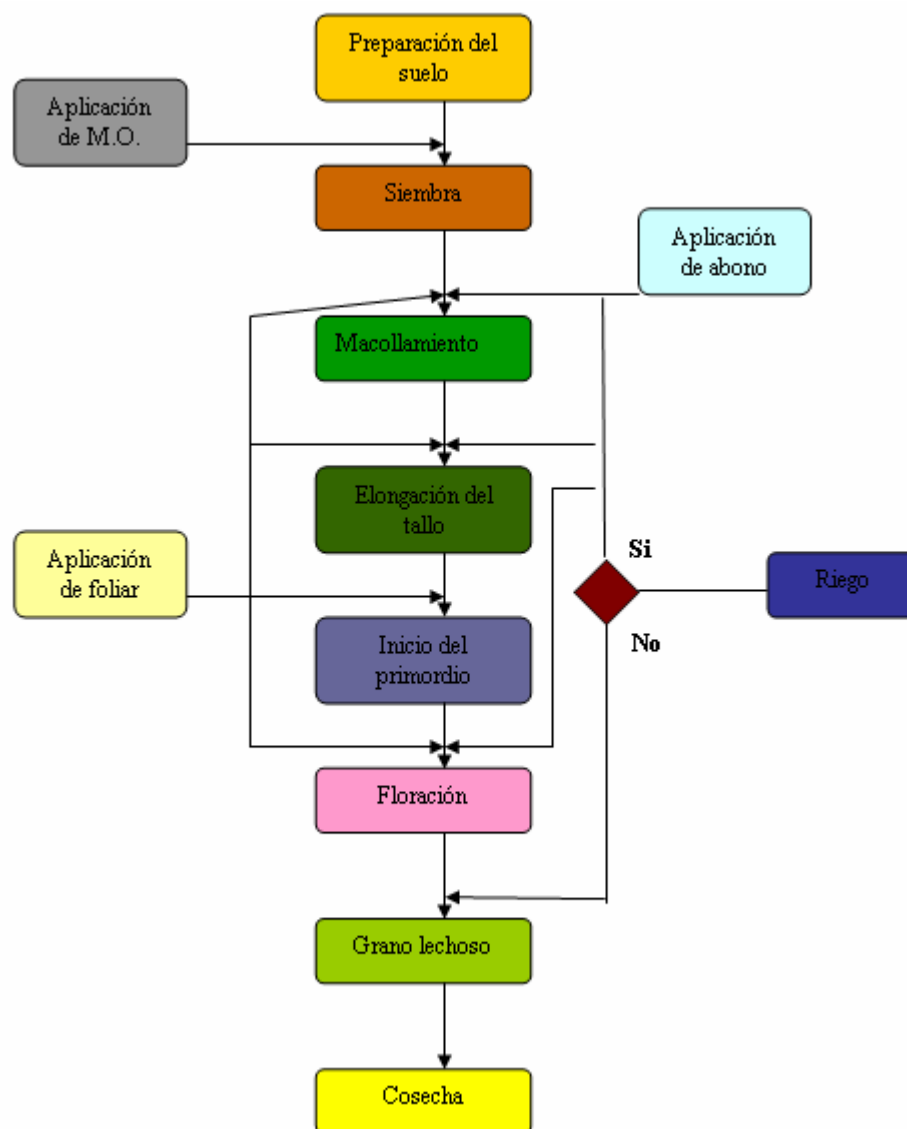 Preparación del
suelo
Aplicación
de M.O.
Siembra
Aplicación
de abono
Macollamiento
Elongación del
tallo
Aplicación
de foliar
Si
Riego
No
Inicio del
primordio
Floración
Grano lechoso
Cosecha